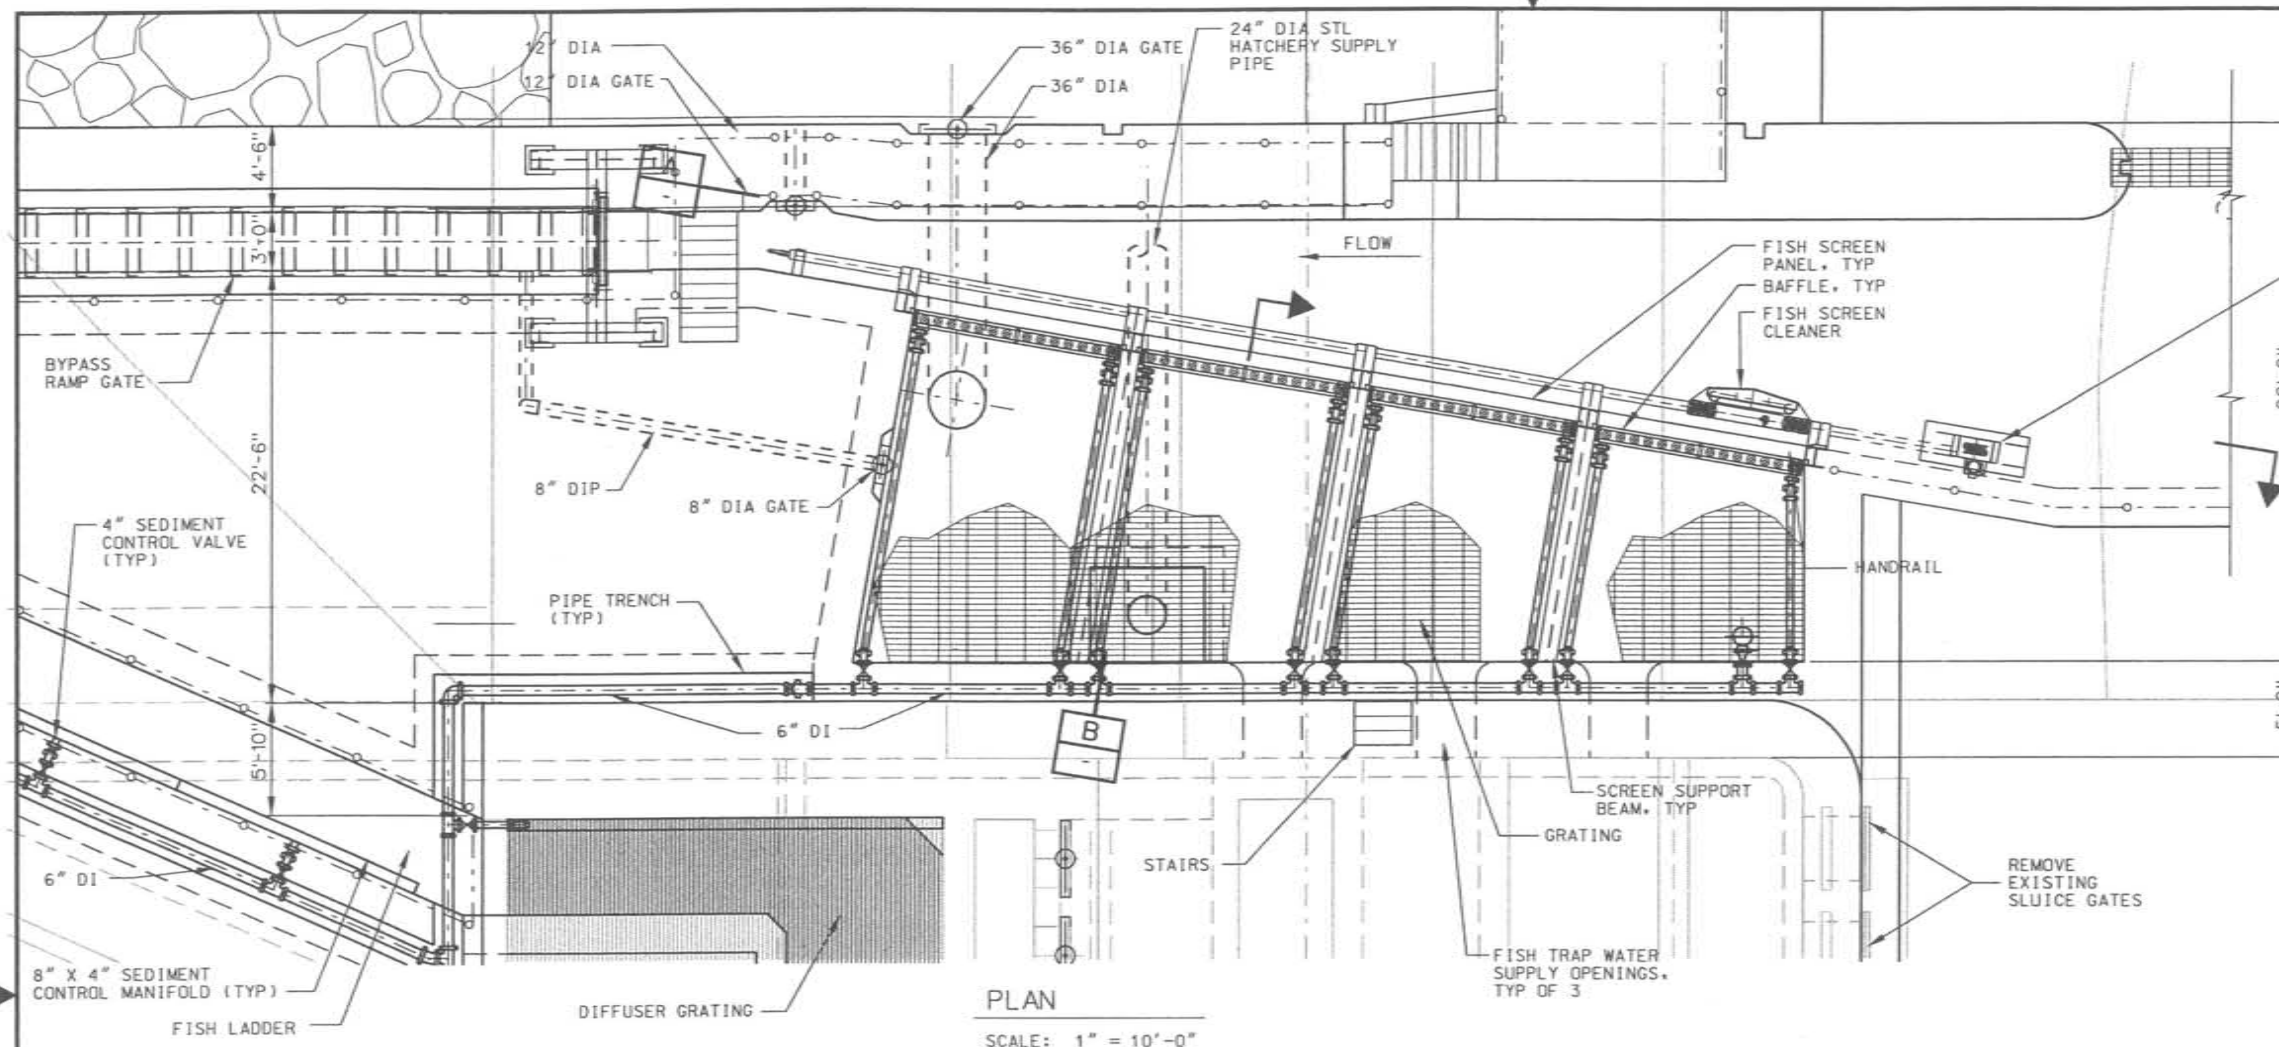 12" DIA
12" DIA GATE
36" DIA GATE
36" DIA
24" DIA STL
HATCHERY SUPPLY
PIPE
4'-6"
3'-0"
22'-6"
5'-10"
A
-
FLOW
FISH SCREEN
PANEL, TYP
BAFFLE, TYP
FISH SCREEN
CLEANER
BYPASS
RAMP GATE
8" DIP
8" DIA GATE
4" SEDIMENT
CONTROL VALVE
(TYP)
PIPE TRENCH
(TYP)
HANDRAIL
6" DI
B
-
SCREEN SUPPORT
BEAM, TYP
GRATING
STAIRS
REMOVE
EXISTING
SLUICE GATES
6" DI
8" X 4" SEDIMENT
CONTROL MANIFOLD (TYP)
FISH LADDER
DIFFUSER GRATING
FISH TRAP WATER
SUPPLY OPENINGS,
TYP OF 3
PLAN
SCALE: 1" = 10'-0"